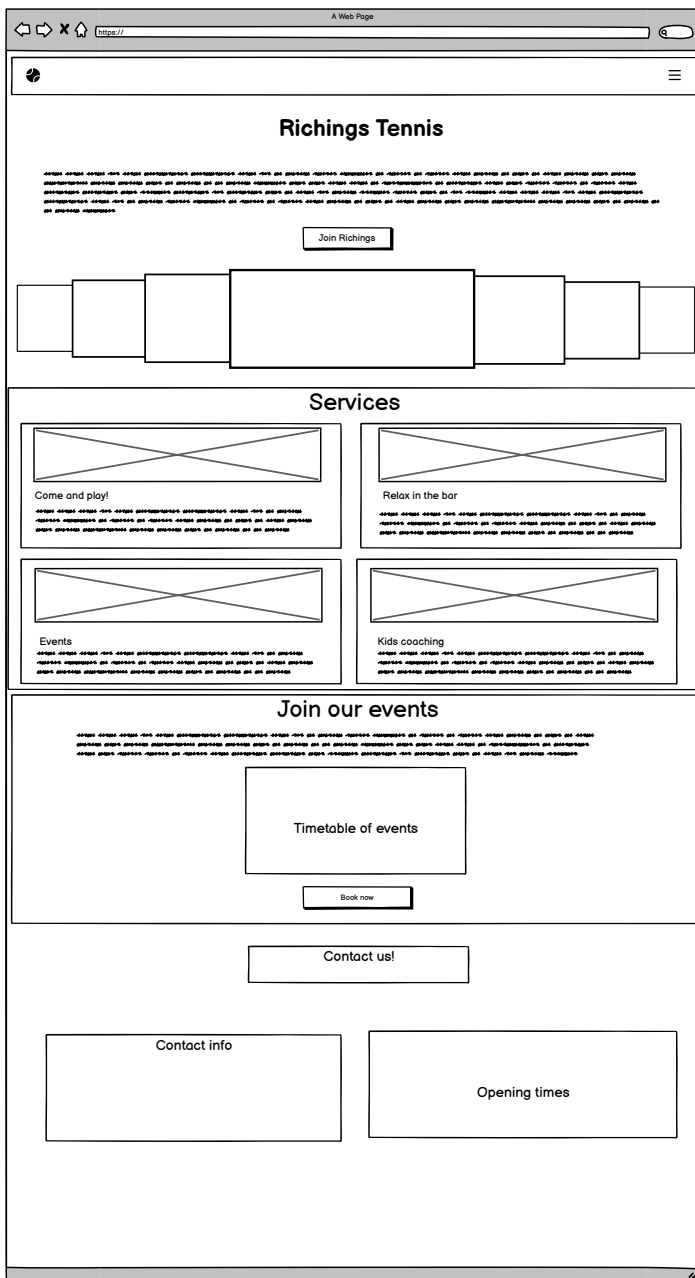 A Web Page
https://
Richings Tennis
Join Richings
Services
Come and play!
Relax in the bar
Events
Kids coaching
Join our events
Timetable of events
Book now
Contact us!
Contact info
Opening times